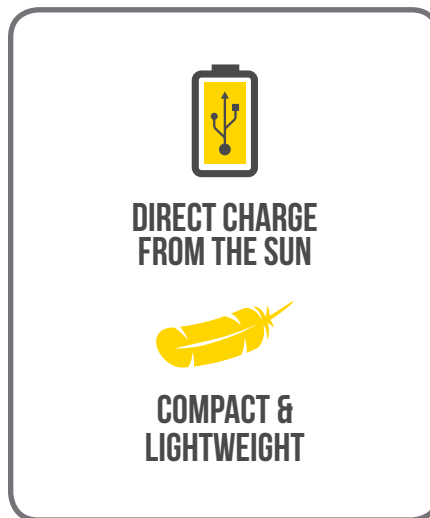 DIRECT CHARGE
FROM THE SUN
COMPACT &
LIGHTWEIGHT